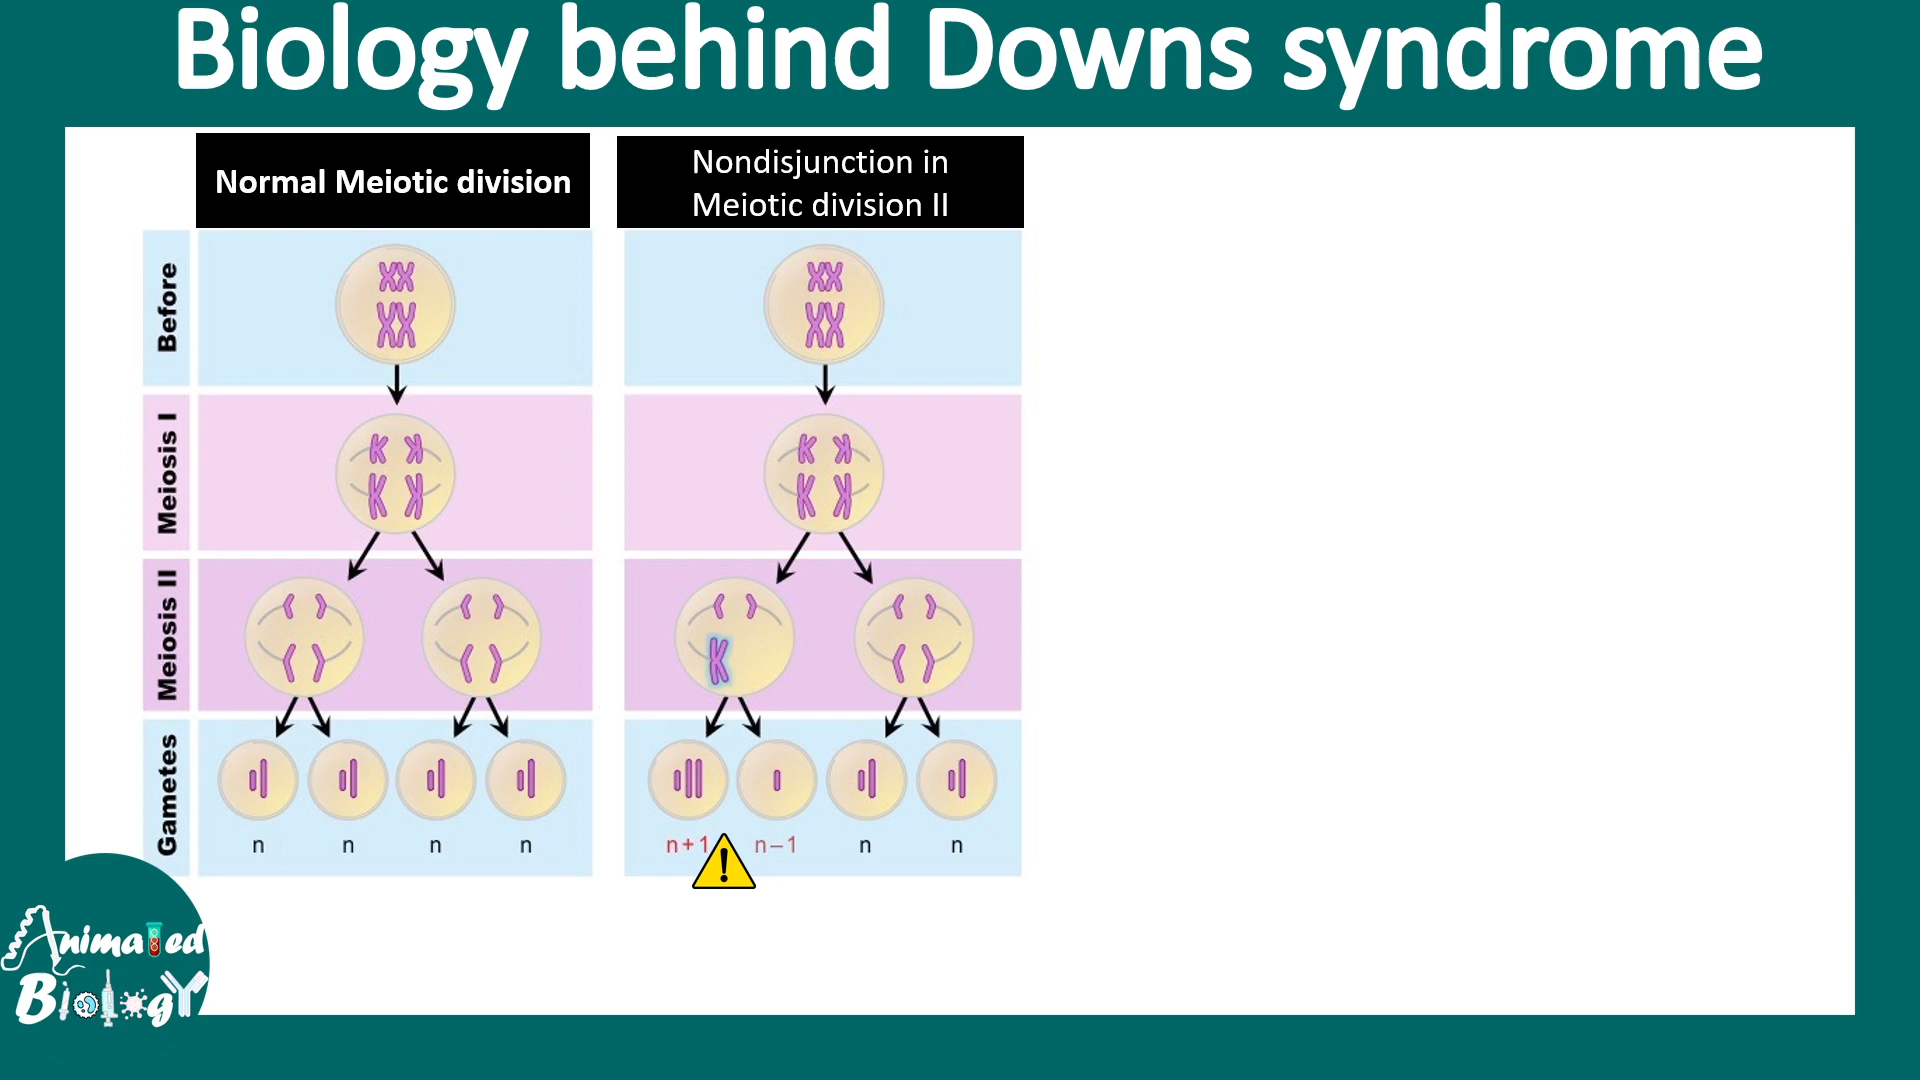 Biology behind Downs syndrome
Normal Meiotic division
Nondisjunction in
Meiotic division II
Before
Meiosis I
Meiosis II
Gametes
n n n n
n+1 n–1 n n
Animated
Biology